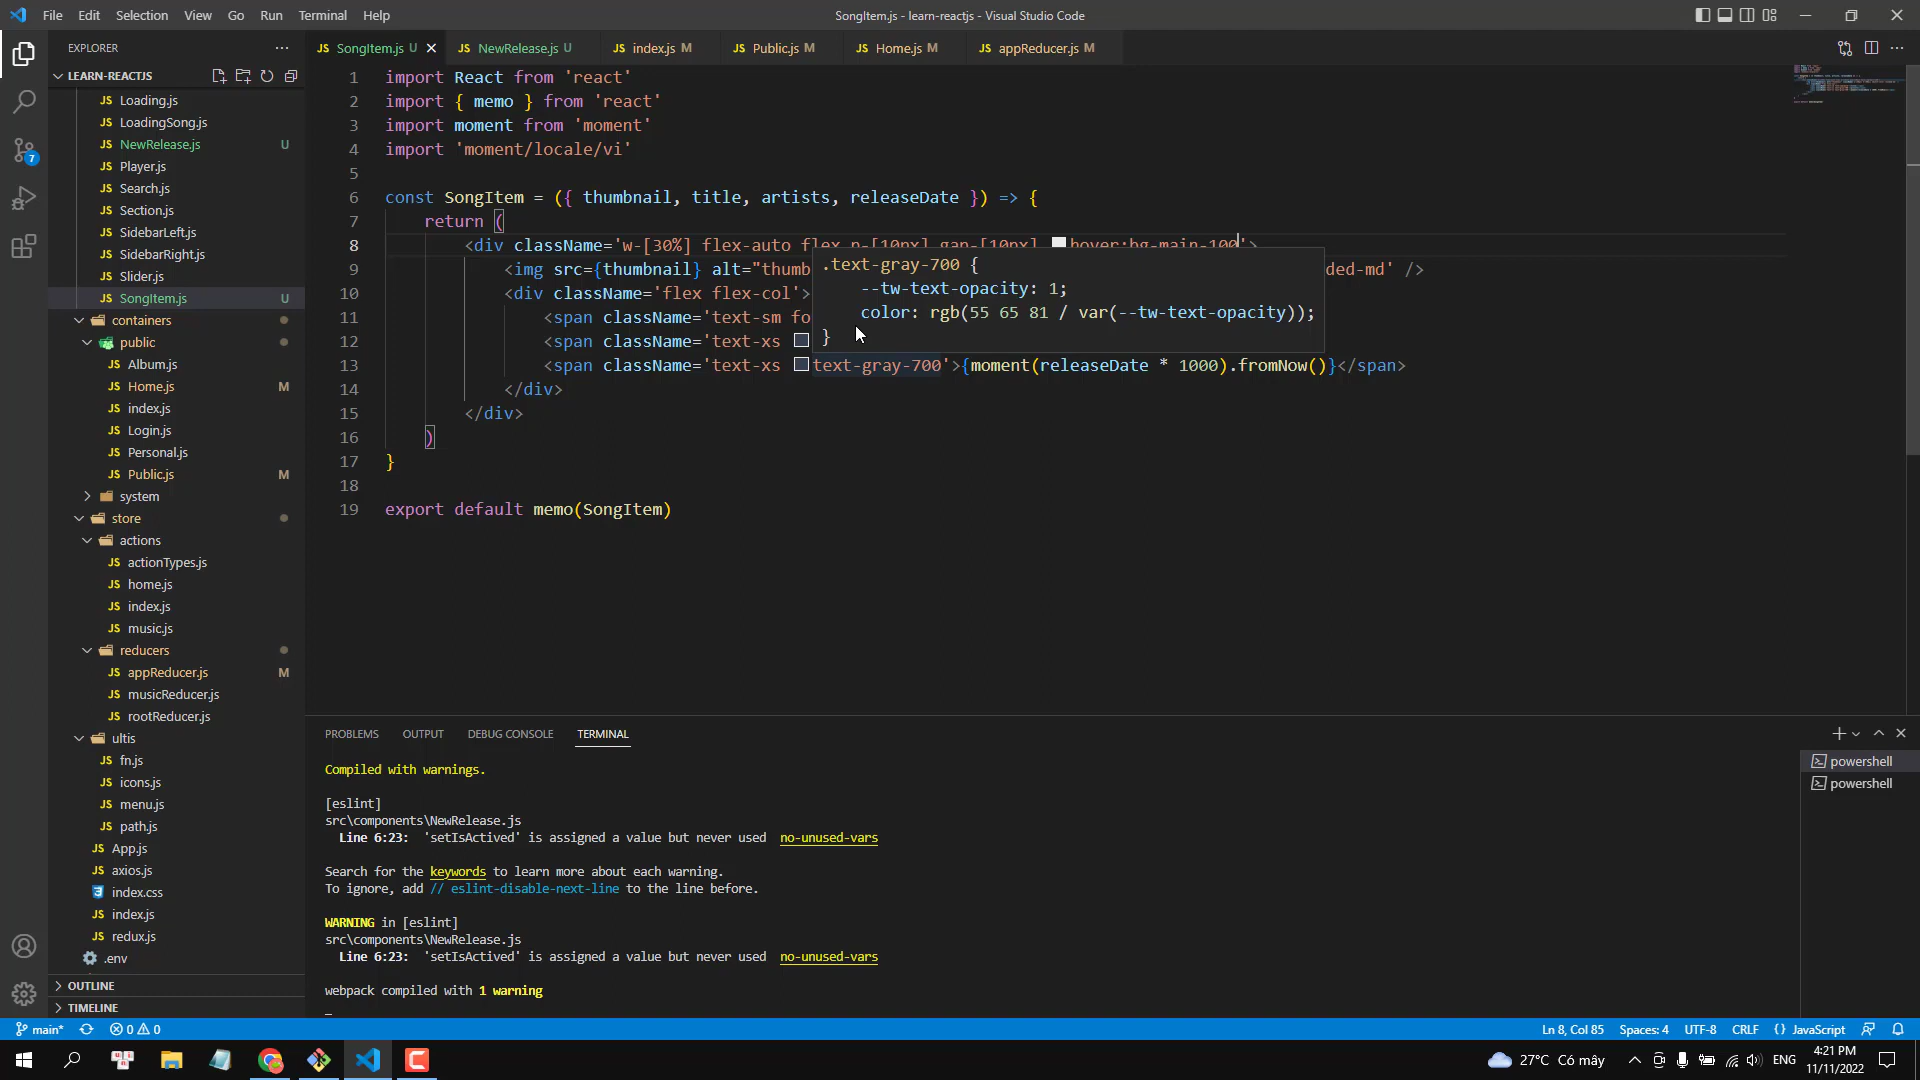 File Edit Selection View Go Run Terminal Help
SongItem.js - learn-reactjs - Visual Studio Code
EXPLORER
SongItem.js U
NewRelease.js U
index.js M
Public.js M
Home.js M
appReducer.js M
LEARN-REACTJS
Loading.js
LoadingSong.js
NewRelease.js U
Player.js
Search.js
Section.js
SidebarLeft.js
SidebarRight.js
Slider.js
SongItem.js U
containers
public
Album.js
Home.js M
index.js
Login.js
Personal.js
Public.js M
system
store
actions
actionTypes.js
home.js
index.js
music.js
reducers
appReducer.js M
musicReducer.js
rootReducer.js
ultis
fn.js
icons.js
menu.js
path.js
App.js
axios.js
index.css
index.js
redux.js
.env
OUTLINE
TIMELINE
7
1 import React from 'react'
2 import { memo } from 'react'
3 import moment from 'moment'
4 import 'moment/locale/vi'
5
6 const SongItem = ({ thumbnail, title, artists, releaseDate }) => {
7 return (
8 <div className='w-[30%] flex-auto flex p-[10px] gap-[10px] hover:bg-main-100'>
9 <img src={thumbnail} alt="thumb ded-md' />
10 <div className='flex flex-col'>
11 <span className='text-sm fo
12 <span className='text-xs
13 <span className='text-xs text-gray-700'>{moment(releaseDate * 1000).fromNow()}</span>
14 </div>
15 </div>
16 )
17 }
18
19 export default memo(SongItem)
.text-gray-700 {
--tw-text-opacity: 1;
color: rgb(55 65 81 / var(--tw-text-opacity));
}
PROBLEMS OUTPUT DEBUG CONSOLE TERMINAL
powershell
powershell
Compiled with warnings.
[eslint]
src\components\NewRelease.js
Line 6:23: 'setIsActived' is assigned a value but never used no-unused-vars
Search for the keywords to learn more about each warning.
To ignore, add // eslint-disable-next-line to the line before.
WARNING in [eslint]
src\components\NewRelease.js
Line 6:23: 'setIsActived' is assigned a value but never used no-unused-vars
webpack compiled with 1 warning
main* 0 0
Ln 8, Col 85 Spaces: 4 UTF-8 CRLF {} JavaScript
27°C Có mây
ENG
4:21 PM
11/11/2022